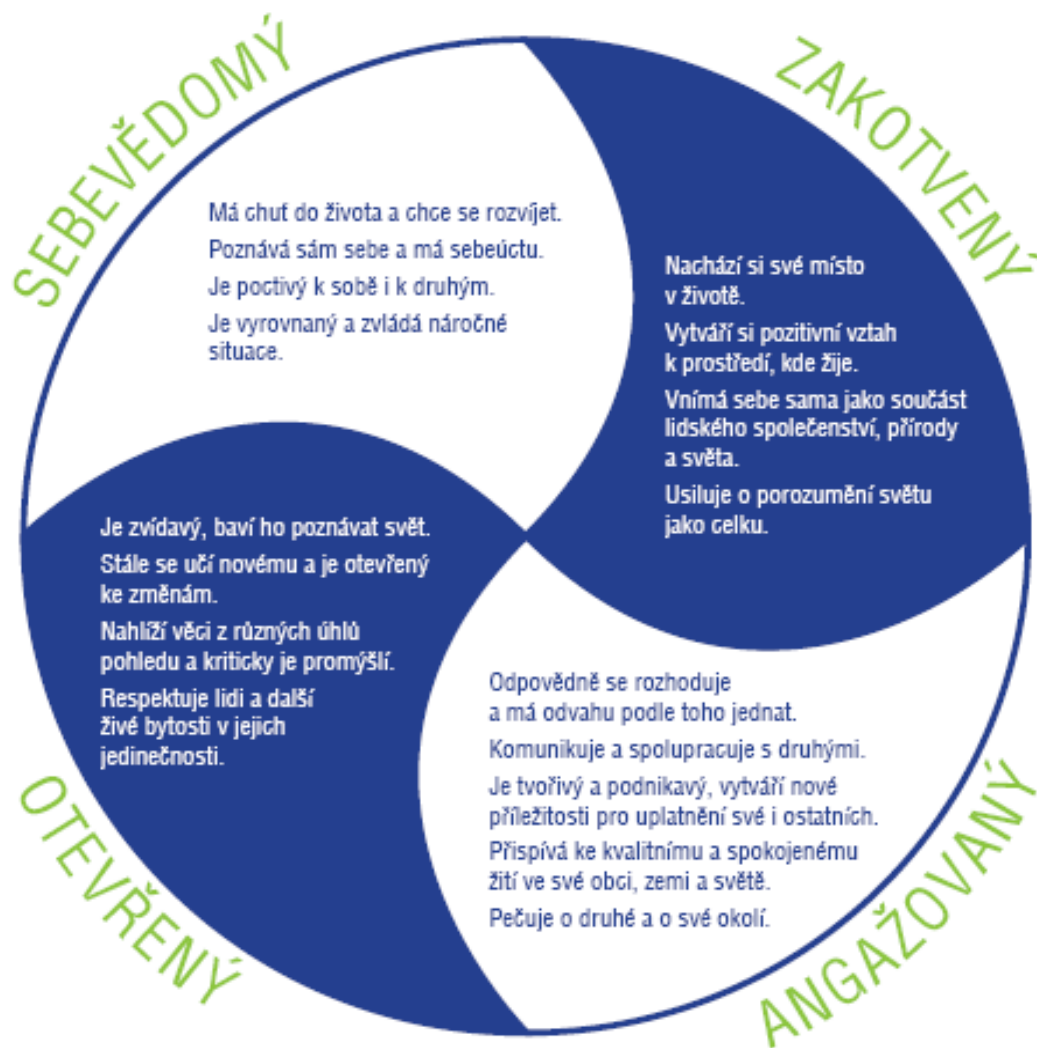 SEBEVĚDOMÝ
Má chuť do života a chce se rozvíjet.
Poznává sám sebe a má sebeúctu.
Je poctivý k sobě i k druhým.
Je vyrovnaný a zvládá náročné
situace.
ZAKOTVENÝ
Nachází si své místo
v životě.
Vytváří si pozitivní vztah
k prostředí, kde žije.
Vnímá sebe sama jako součást
lidského společenství, přírody
a světa.
Usiluje o porozumění světu
jako celku.
OTEVŘENÝ
Je zvídavý, baví ho poznávat svět.
Stále se učí novému a je otevřený
ke změnám.
Nahlíží věci z různých úhlů
pohledu a kriticky je promýšlí.
Respektuje lidi a další
živé bytosti v jejich
jedinečnosti.
ANGAŽOVANÝ
Odpovědně se rozhoduje
a má odvahu podle toho jednat.
Komunikuje a spolupracuje s druhými.
Je tvořivý a podnikavý, vytváří nové
příležitosti pro uplatnění své i ostatních.
Přispívá ke kvalitnímu a spokojenému
žití ve své obci, zemi a světě.
Pečuje o druhé a o své okolí.